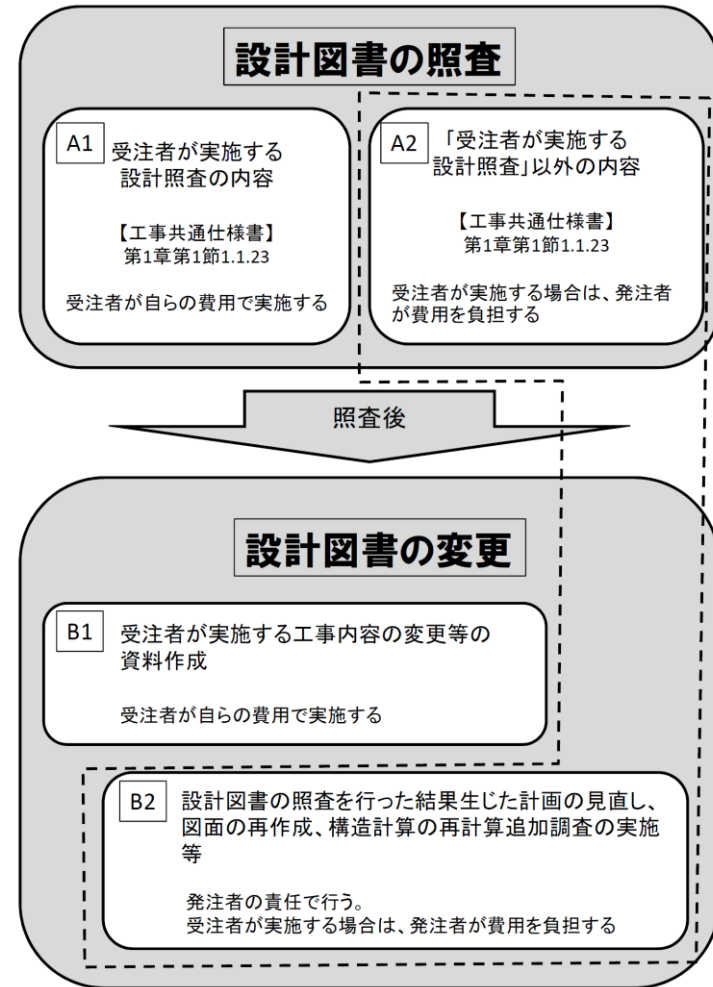 設計図書の照査
A1
受注者が実施する
設計照査の内容
【工事共通仕様書】
第1章第1節1.1.23
受注者が自らの費用で実施する
A2
「受注者が実施する
設計照査」以外の内容
【工事共通仕様書】
第1章第1節1.1.23
受注者が実施する場合は、発注者
が費用を負担する
照査後
設計図書の変更
B1
受注者が実施する工事内容の変更等の
資料作成
受注者が自らの費用で実施する
B2
設計図書の照査を行った結果生じた計画の見直し、
図面の再作成、構造計算の再計算追加調査の実施
等
発注者の責任で行う。
受注者が実施する場合は、発注者が費用を負担する